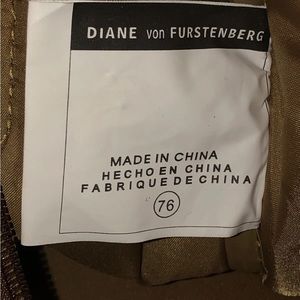 DIANE von FURSTENBERG
MADE IN CHINA
HECHO EN CHINA
FABRIQUE DE CHINA
76